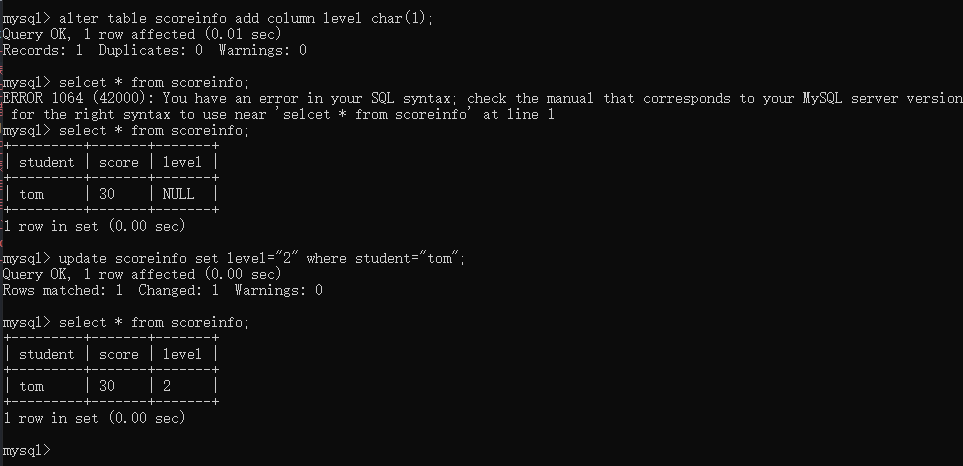 mysql> alter table scoreinfo add column level char(1);
Query OK, 1 row affected (0.01 sec)
Records: 1  Duplicates: 0  Warnings: 0

mysql> selcet * from scoreinfo;
ERROR 1064 (42000): You have an error in your SQL syntax; check the manual that corresponds to your MySQL server version
 for the right syntax to use near 'selcet * from scoreinfo' at line 1
mysql> select * from scoreinfo;
+---------+-------+-------+
| student | score | level |
+---------+-------+-------+
| tom     | 30    | NULL  |
+---------+-------+-------+
1 row in set (0.00 sec)

mysql> update scoreinfo set level="2" where student="tom";
Query OK, 1 row affected (0.00 sec)
Rows matched: 1  Changed: 1  Warnings: 0

mysql> select * from scoreinfo;
+---------+-------+-------+
| student | score | level |
+---------+-------+-------+
| tom     | 30    | 2     |
+---------+-------+-------+
1 row in set (0.00 sec)

mysql>